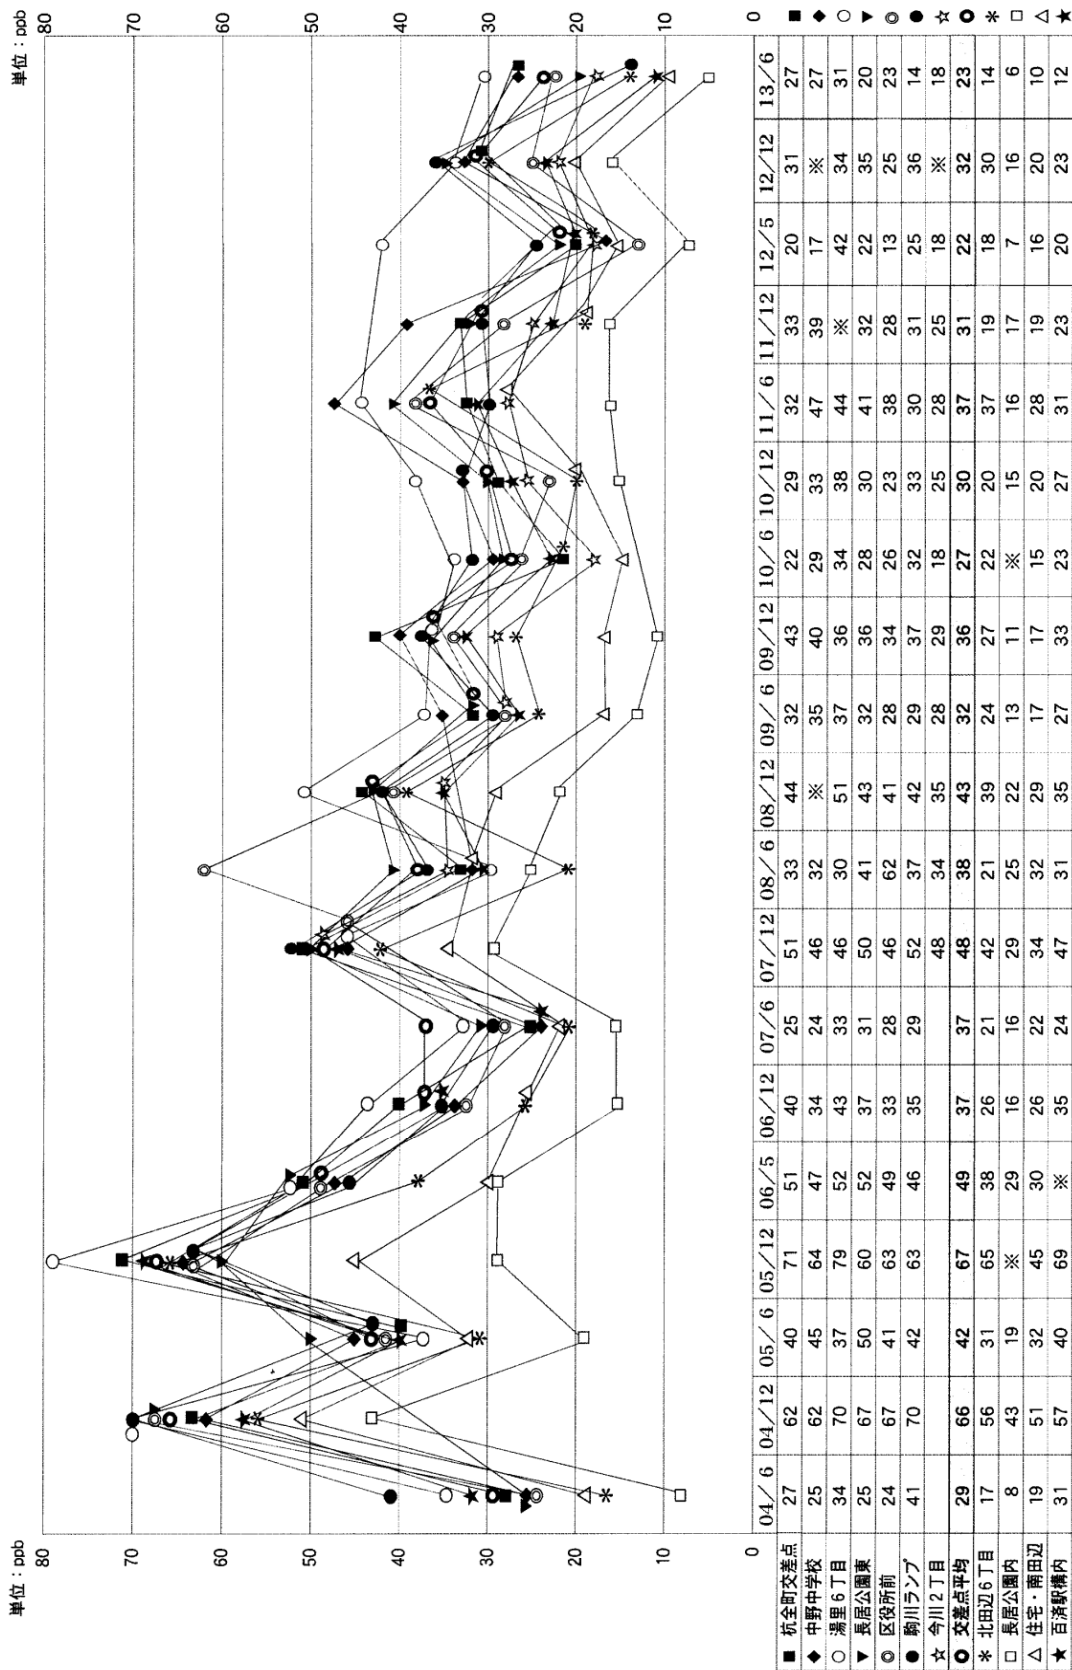 単位：ppb
単位：ppb
80 70 60 50 40 30 20 10 0
80 70 60 50 40 30 20 10 0
04/6 04/12 05/6 05/12 06/5 06/12 07/6 07/12 08/6 08/12 09/6 09/12 10/6 10/12 11/6 11/12 12/5 12/12 13/6
■ 杭全町交差点 27 62 40 71 51 40 25 51 33 44 32 43 22 29 32 33 20 31 27 ■
◆ 中野中学校 25 62 45 64 47 34 24 46 32 ※ 35 40 29 33 47 39 17 ※ 27 ◆
○ 湯里6丁目 34 70 37 79 52 43 33 46 30 51 37 36 34 38 44 ※ 42 34 31 ○
▼ 長居公園東 25 67 50 60 52 37 31 50 41 43 32 36 28 30 41 32 22 35 20 ▼
◎ 区役所前 24 67 41 63 49 33 28 46 62 41 28 34 26 23 38 28 13 25 23 ◎
● 駒川ランプ 41 70 42 63 46 35 29 52 37 42 29 37 32 33 30 31 25 36 14 ●
☆ 今川2丁目 48 34 35 28 29 18 25 28 25 18 ※ 18 ☆
○ 交差点平均 29 66 42 67 49 37 37 48 38 43 32 36 27 30 37 31 22 32 23 ○
＊ 北田辺6丁目 17 56 31 65 38 26 21 42 21 39 24 27 22 20 37 19 18 30 14 ＊
□ 長居公園内 8 43 19 ※ 29 16 16 29 25 22 13 11 ※ 15 16 17 7 16 6 □
△ 住宅・南田辺 19 51 32 45 30 26 22 34 32 29 17 17 15 20 28 19 16 20 10 △
★ 百済駅構内 31 57 40 69 ※ 35 24 47 31 35 27 33 23 27 31 23 20 23 12 ★